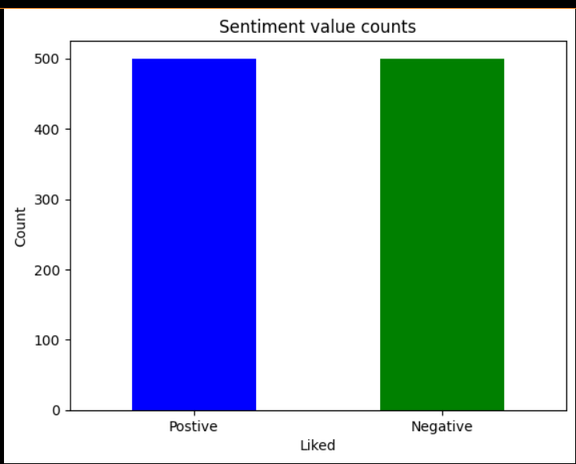 Sentiment value counts
500
400
300
200
100
0
Count
Postive
Negative
Liked